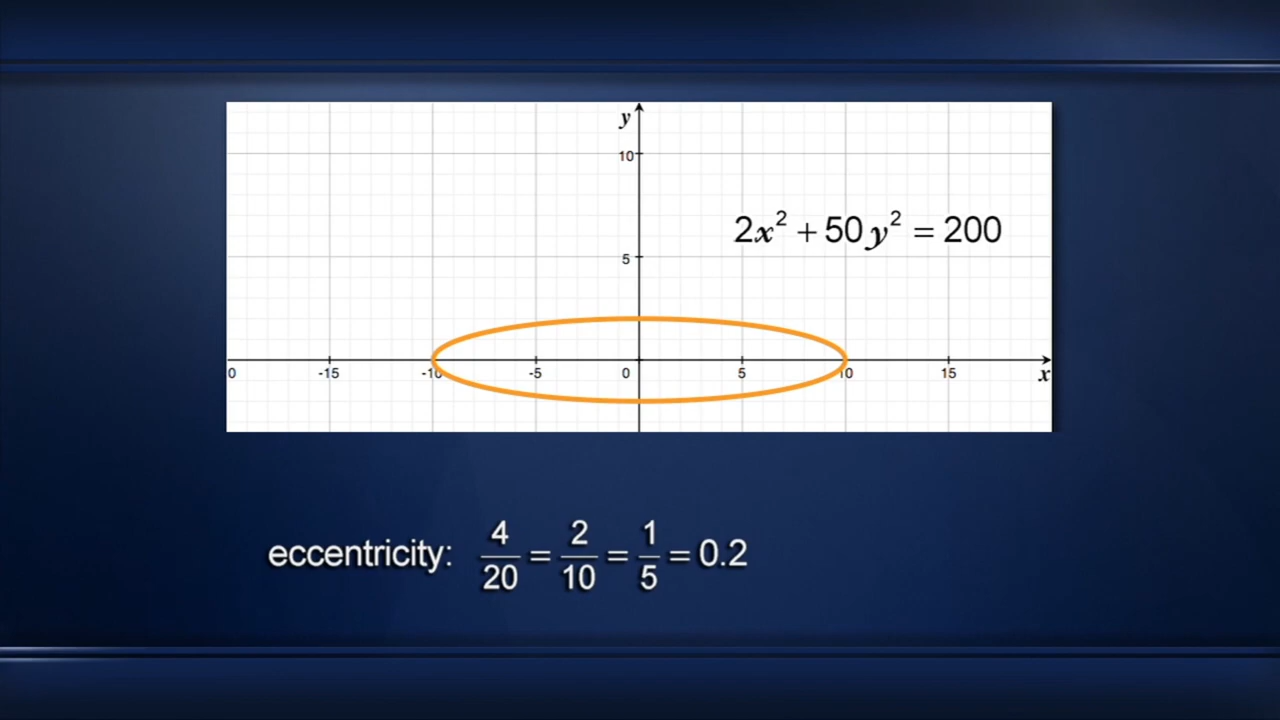 y
10
2x² + 50y² = 200
5
0 -15 -10 -5 0 5 10 15 x
eccentricity: 4/20 = 2/10 = 1/5 = 0.2